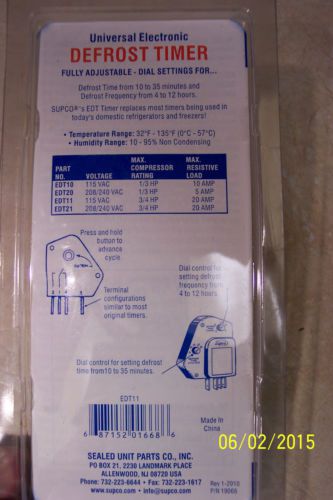 Universal Electronic
DEFROST TIMER
FULLY ADJUSTABLE - DIAL SETTINGS FOR...
Defrost Time from 10 to 35 minutes and
Defrost Frequency from 4 to 12 hours.
SUPCO®'s EDT Timer replaces most timers being used in
today's domestic refrigerators and freezers!
• Temperature Range: 32°F - 135°F (0°C - 57°C)
• Humidity Range: 10 - 95% Non Condensing
PART NO. VOLTAGE MAX. COMPRESSOR RATING MAX. RESISTIVE LOAD
EDT10 115 VAC 1/3 HP 10 AMP
EDT20 208/240 VAC 1/3 HP 5 AMP
EDT11 115 VAC 3/4 HP 20 AMP
EDT21 208/240 VAC 3/4 HP 20 AMP
Press and hold
button to
advance
cycle.
Dial control for
setting defrost
frequency from
4 to 12 hours
Terminal
configurations
similar to
most original
timers.
Supco
Dial control for setting defrost
time from 10 to 35 minutes.
EDT11
6 87152 01668 6
Made in
China
06/02/2015
SEALED UNIT PARTS CO., INC.
PO BOX 21, 2230 LANDMARK PLACE
ALLENWOOD, NJ 08720 USA
Phone: 732-223-6644 • Fax: 732-223-1617
www.supco.com
Rev 1-2010
P/N 19066